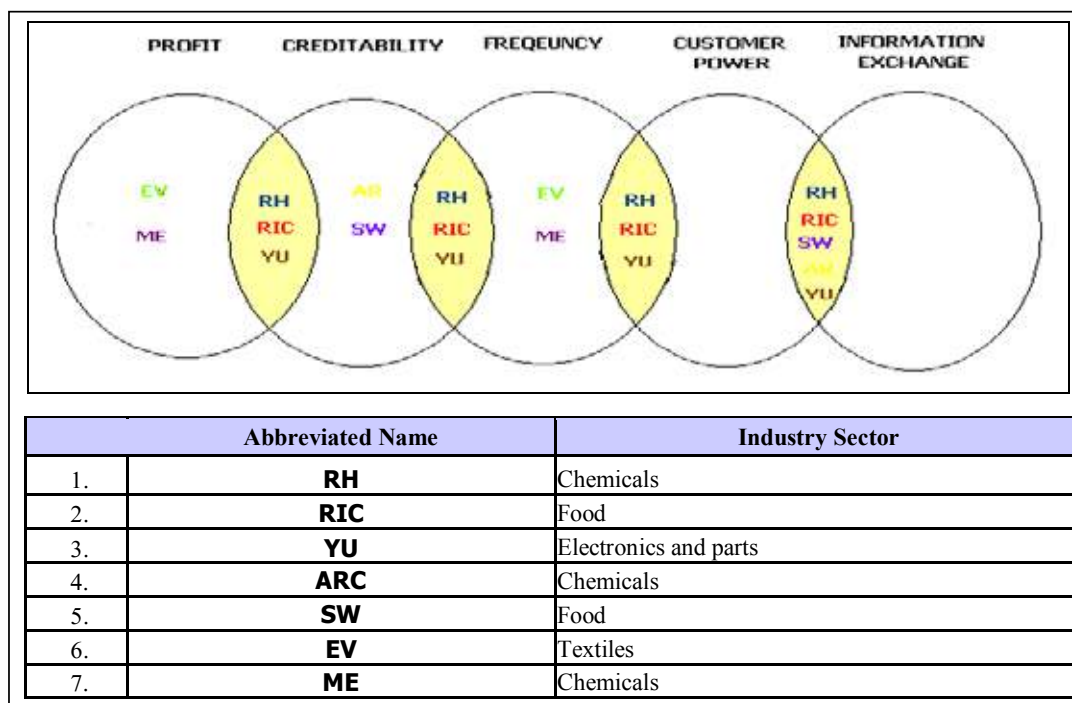 PROFIT CREDITABILITY FREQEUNCY CUSTOMER POWER INFORMATION EXCHANGE
EV RH AR RH EV RH RH
ME RIC SW RIC ME RIC RIC
YU YU YU SW
AR
YU
Abbreviated Name Industry Sector
1. RH Chemicals
2. RIC Food
3. YU Electronics and parts
4. ARC Chemicals
5. SW Food
6. EV Textiles
7. ME Chemicals